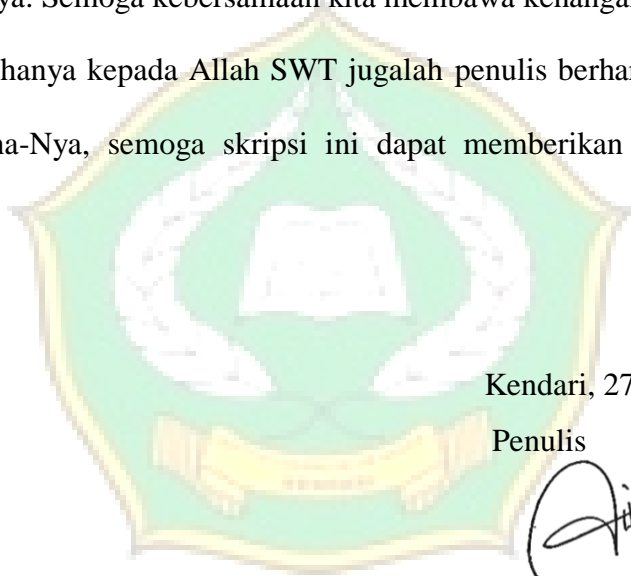 ya. Semoga kebersamaan kita membawa kenangan
hanya kepada Allah SWT jugalah penulis berhar
na-Nya, semoga skripsi ini dapat memberikan
Kendari, 27
Penulis